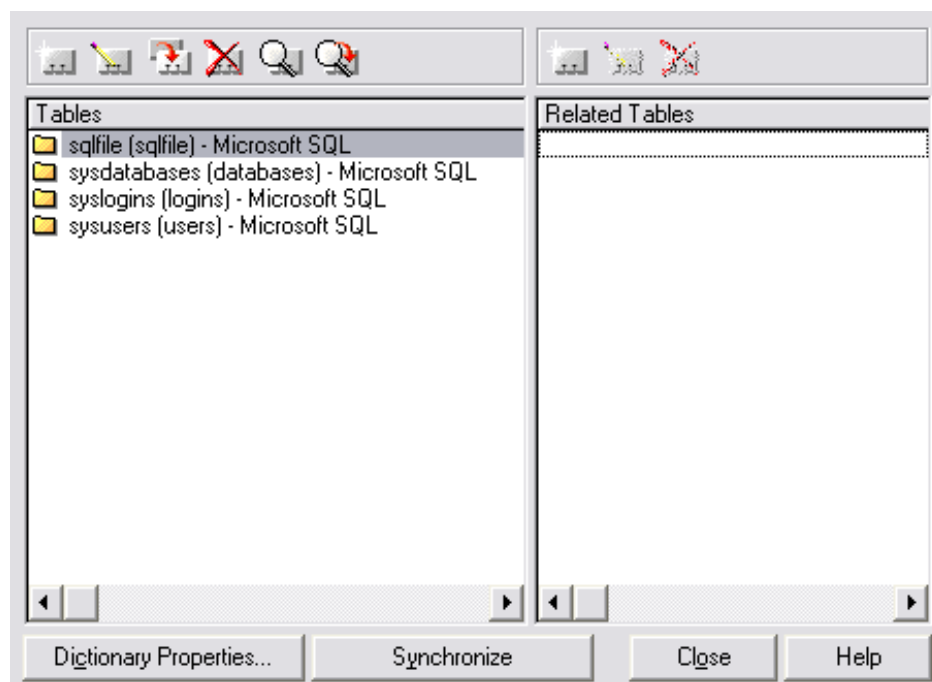 Tables
sqlfile (sqlfile) - Microsoft SQL
sysdatabases (databases) - Microsoft SQL
syslogins (logins) - Microsoft SQL
sysusers (users) - Microsoft SQL
Related Tables
Dictionary Properties...
Synchronize
Close
Help